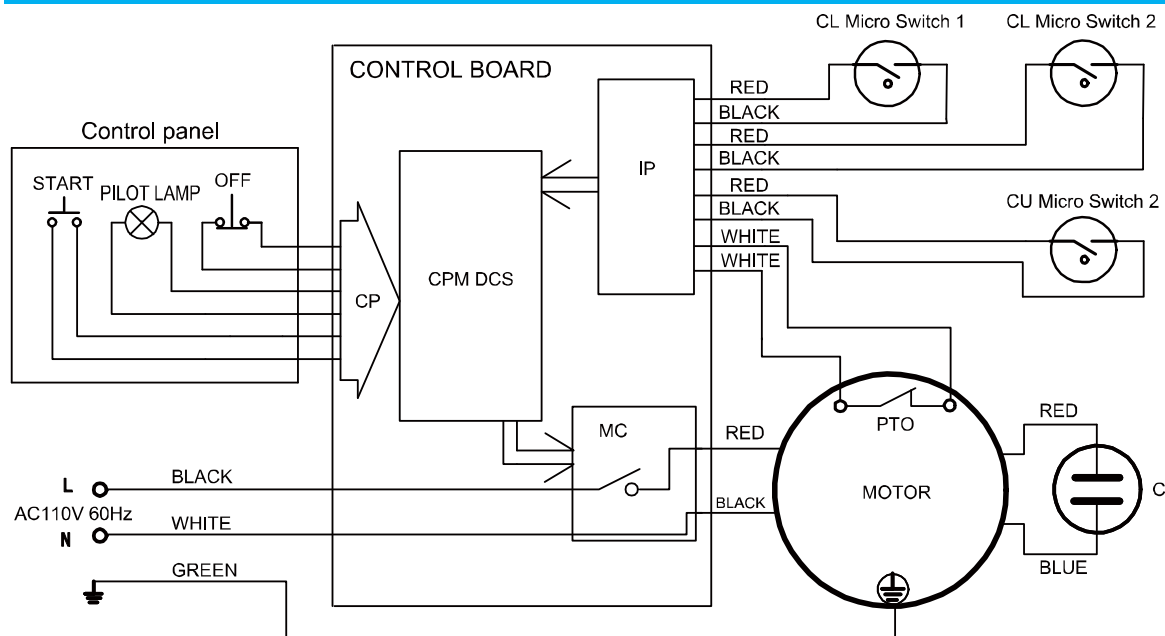 CL Micro Switch 1
CL Micro Switch 2
CONTROL BOARD
RED
BLACK
RED
BLACK
RED
BLACK
WHITE
WHITE
IP
CU Micro Switch 2
Control panel
START
PILOT LAMP
OFF
CP
CPM DCS
MC
RED
BLACK
PTO
MOTOR
RED
BLUE
C
L
BLACK
AC110V 60Hz
N
WHITE
GREEN